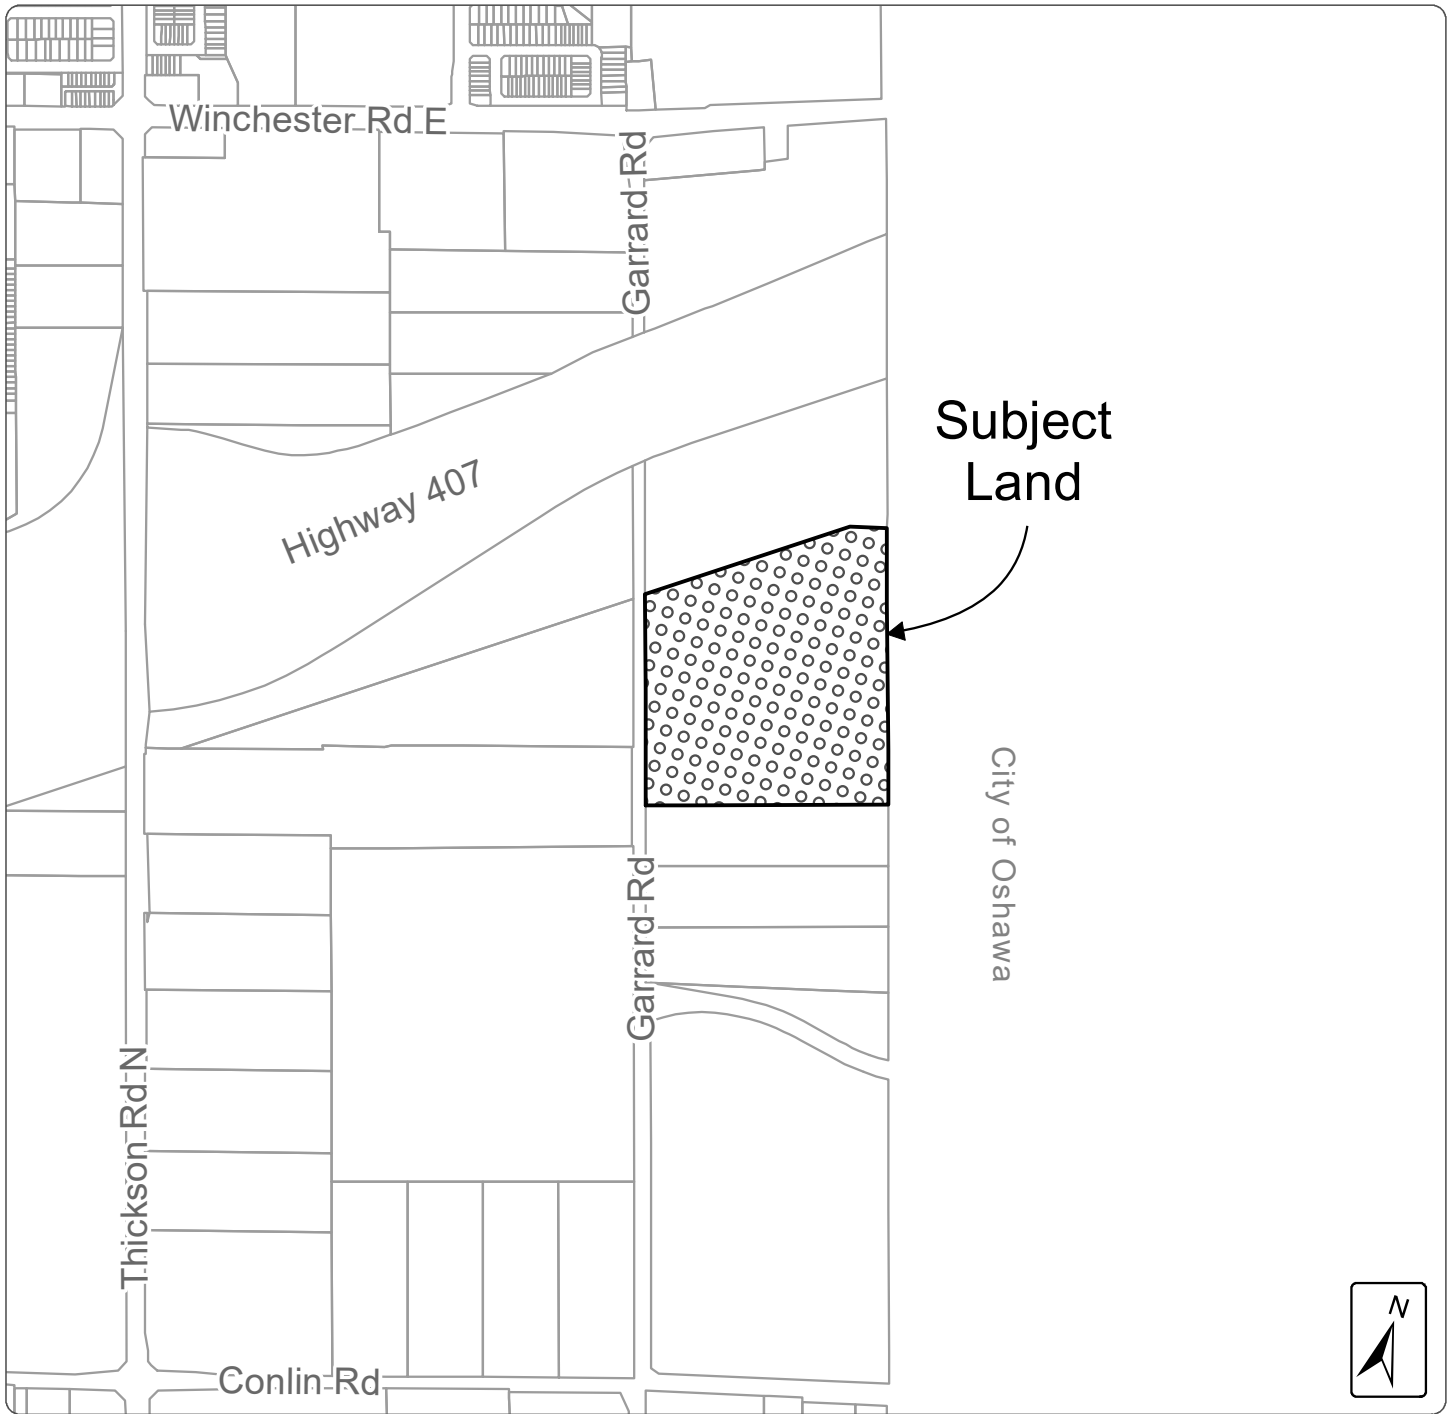 Winchester Rd E
Garrard Rd
Subject
Land
Highway 407
City of Oshawa
Garrard Rd
Thickson Rd N
N
Conlin Rd